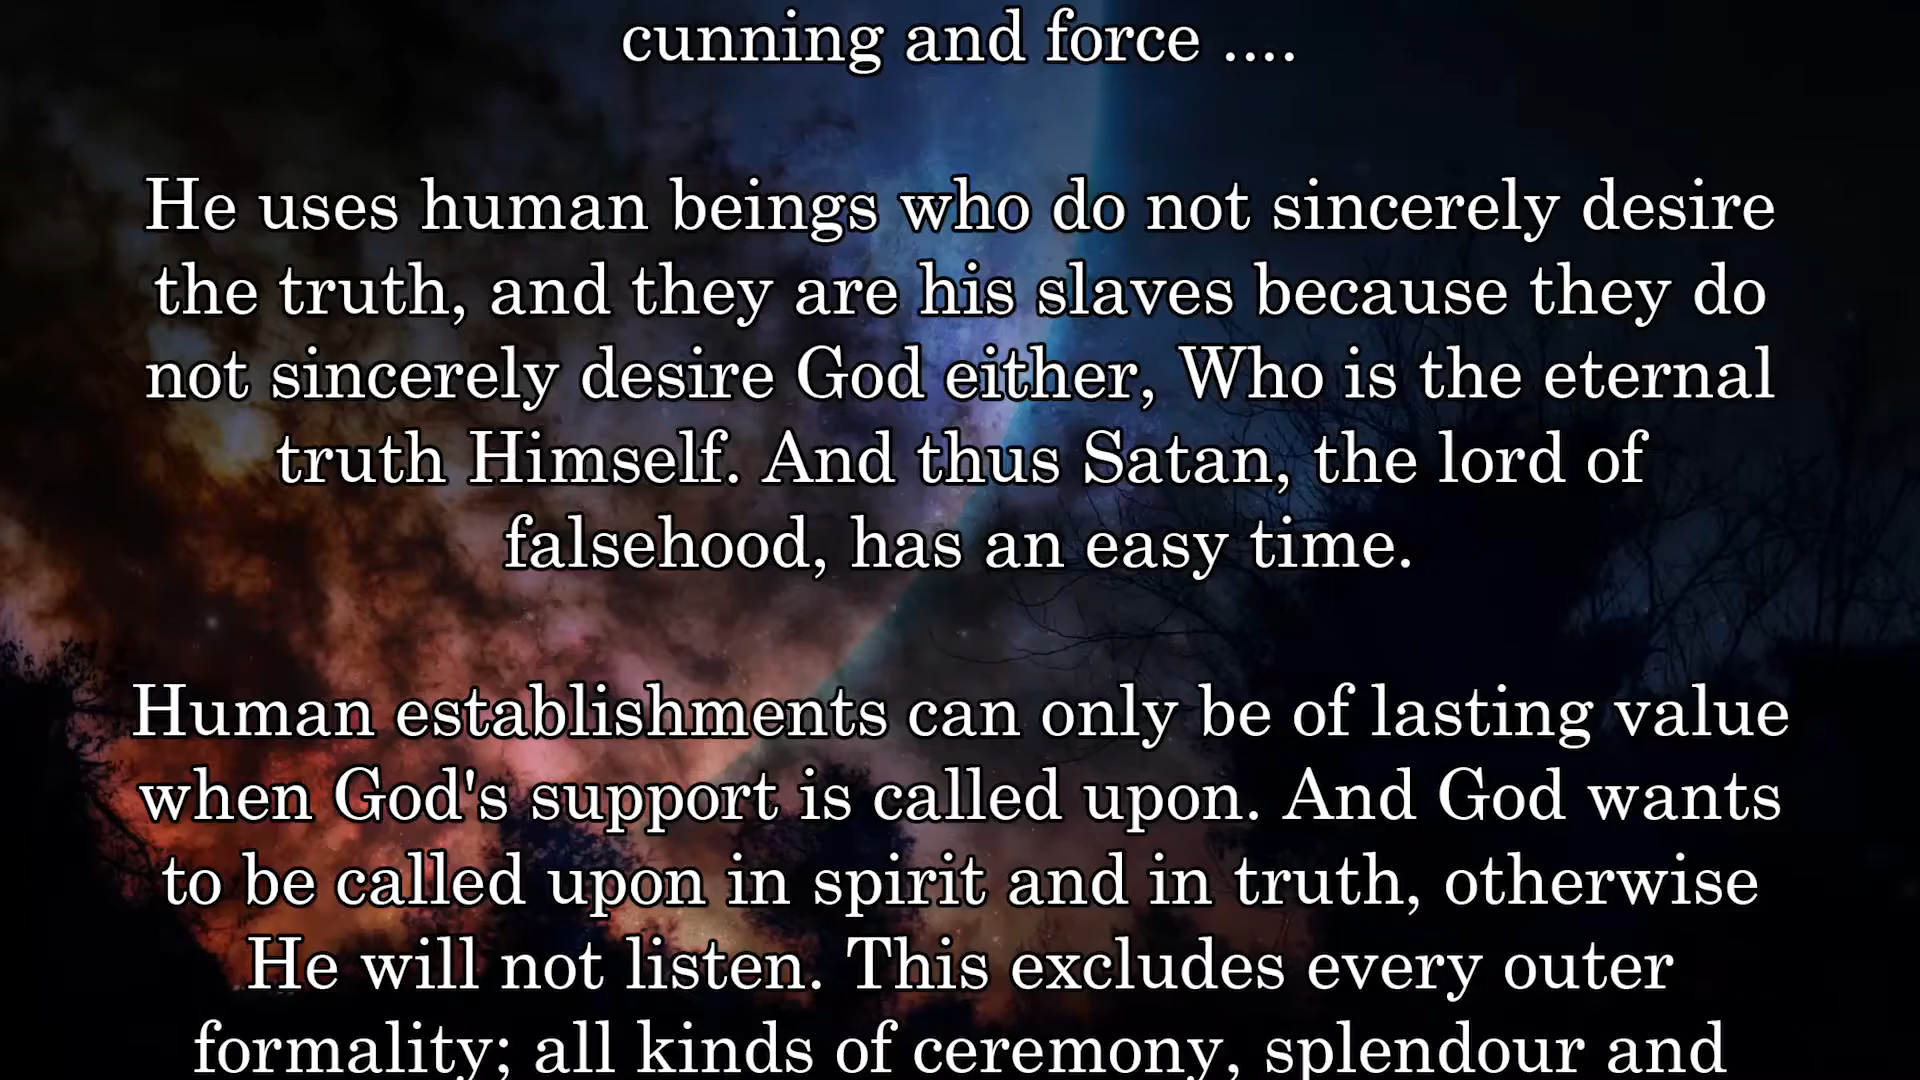 cunning and force ....
He uses human beings who do not sincerely desire
the truth, and they are his slaves because they do
not sincerely desire God either, Who is the eternal
truth Himself. And thus Satan, the lord of
falsehood, has an easy time.
Human establishments can only be of lasting value
when God's support is called upon. And God wants
to be called upon in spirit and in truth, otherwise
He will not listen. This excludes every outer
formality; all kinds of ceremony, splendour and